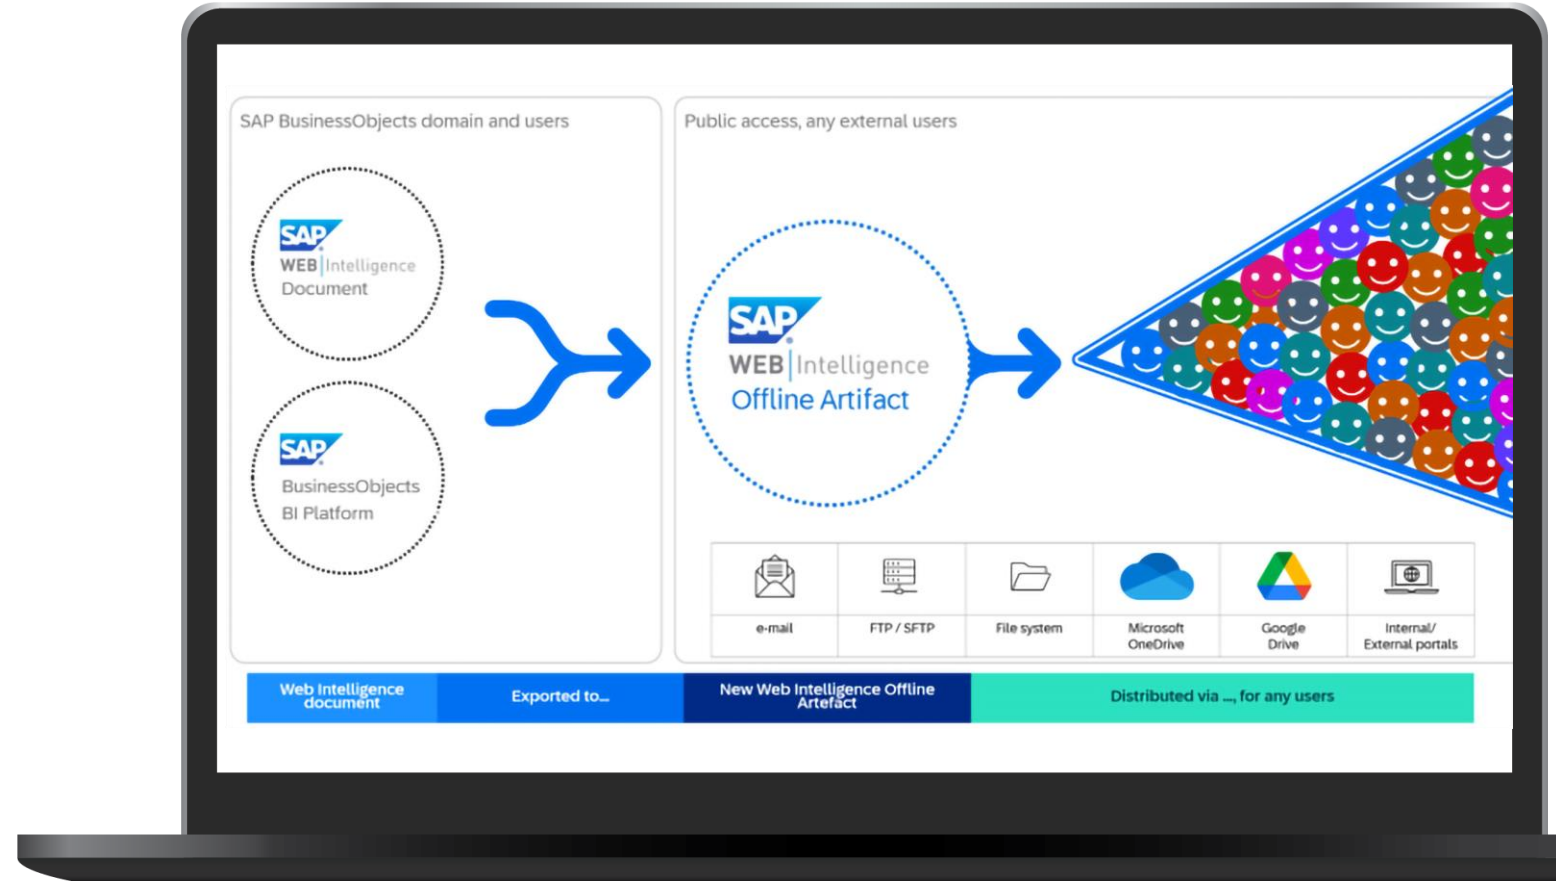 SAP BusinessObjects domain and users
SAP
WEB Intelligence
Document
SAP
BusinessObjects
BI Platform
Public access, any external users
SAP
WEB Intelligence
Offline Artifact
e-mail
FTP / SFTP
File system
Microsoft
OneDrive
Google
Drive
Internal/
External portals
Web Intelligence
document
Exported to...
New Web Intelligence Offline
Artefact
Distributed via ..., for any users